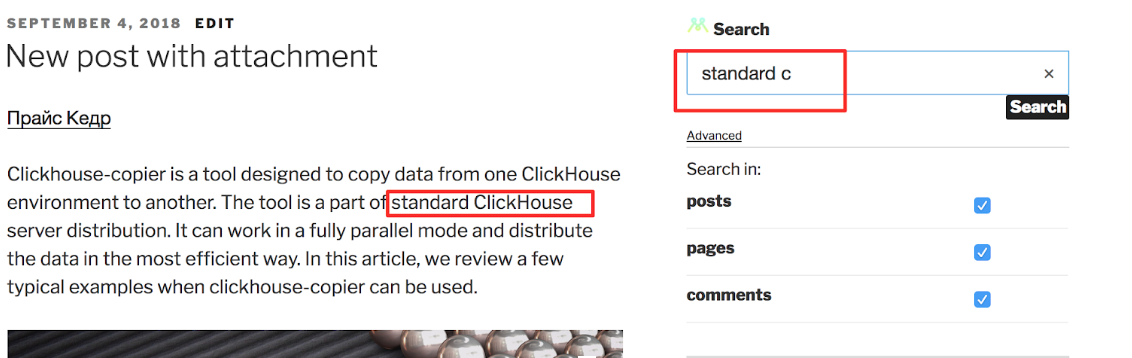 SEPTEMBER 4, 2018 EDIT
New post with attachment
Прайс Кедр
Clickhouse-copier is a tool designed to copy data from one ClickHouse
environment to another. The tool is a part of standard ClickHouse
server distribution. It can work in a fully parallel mode and distribute
the data in the most efficient way. In this article, we review a few
typical examples when clickhouse-copier can be used.
Search
standard c ×
Search
Advanced
Search in:
posts
pages
comments